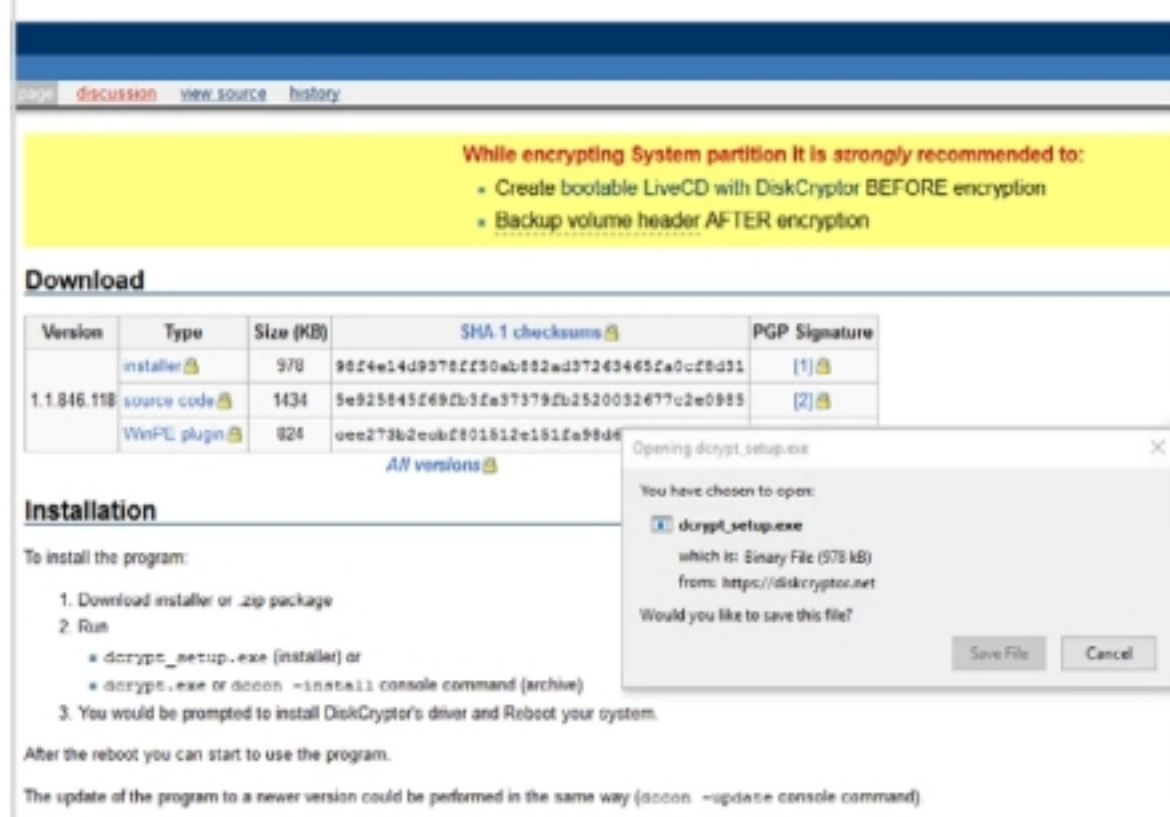 page discussion view source history
While encrypting System partition it is strongly recommended to:
Create bootable LiveCD with DiskCryptor BEFORE encryption
Backup volume header AFTER encryption
Download
Version Type Size (KB) SHA-1 checksums PGP Signature
installer 978 [1]
1.1.846.118 source code 1434 [2]
WinPE plugin 824
All versions
Opening dcrypt_setup.exe
You have chosen to open:
dcrypt_setup.exe
which is: Binary File (978 kB)
from: https://diskcryptor.net
Would you like to save this file?
Save File Cancel
Installation
To install the program:
1. Download installer or .zip package
2. Run
dcrypt_setup.exe (installer) or
dcrypt.exe or dccon -install console command (archive)
3. You would be prompted to install DiskCryptor's driver and Reboot your system.
After the reboot you can start to use the program.
The update of the program to a newer version could be performed in the same way (dccon -update console command)